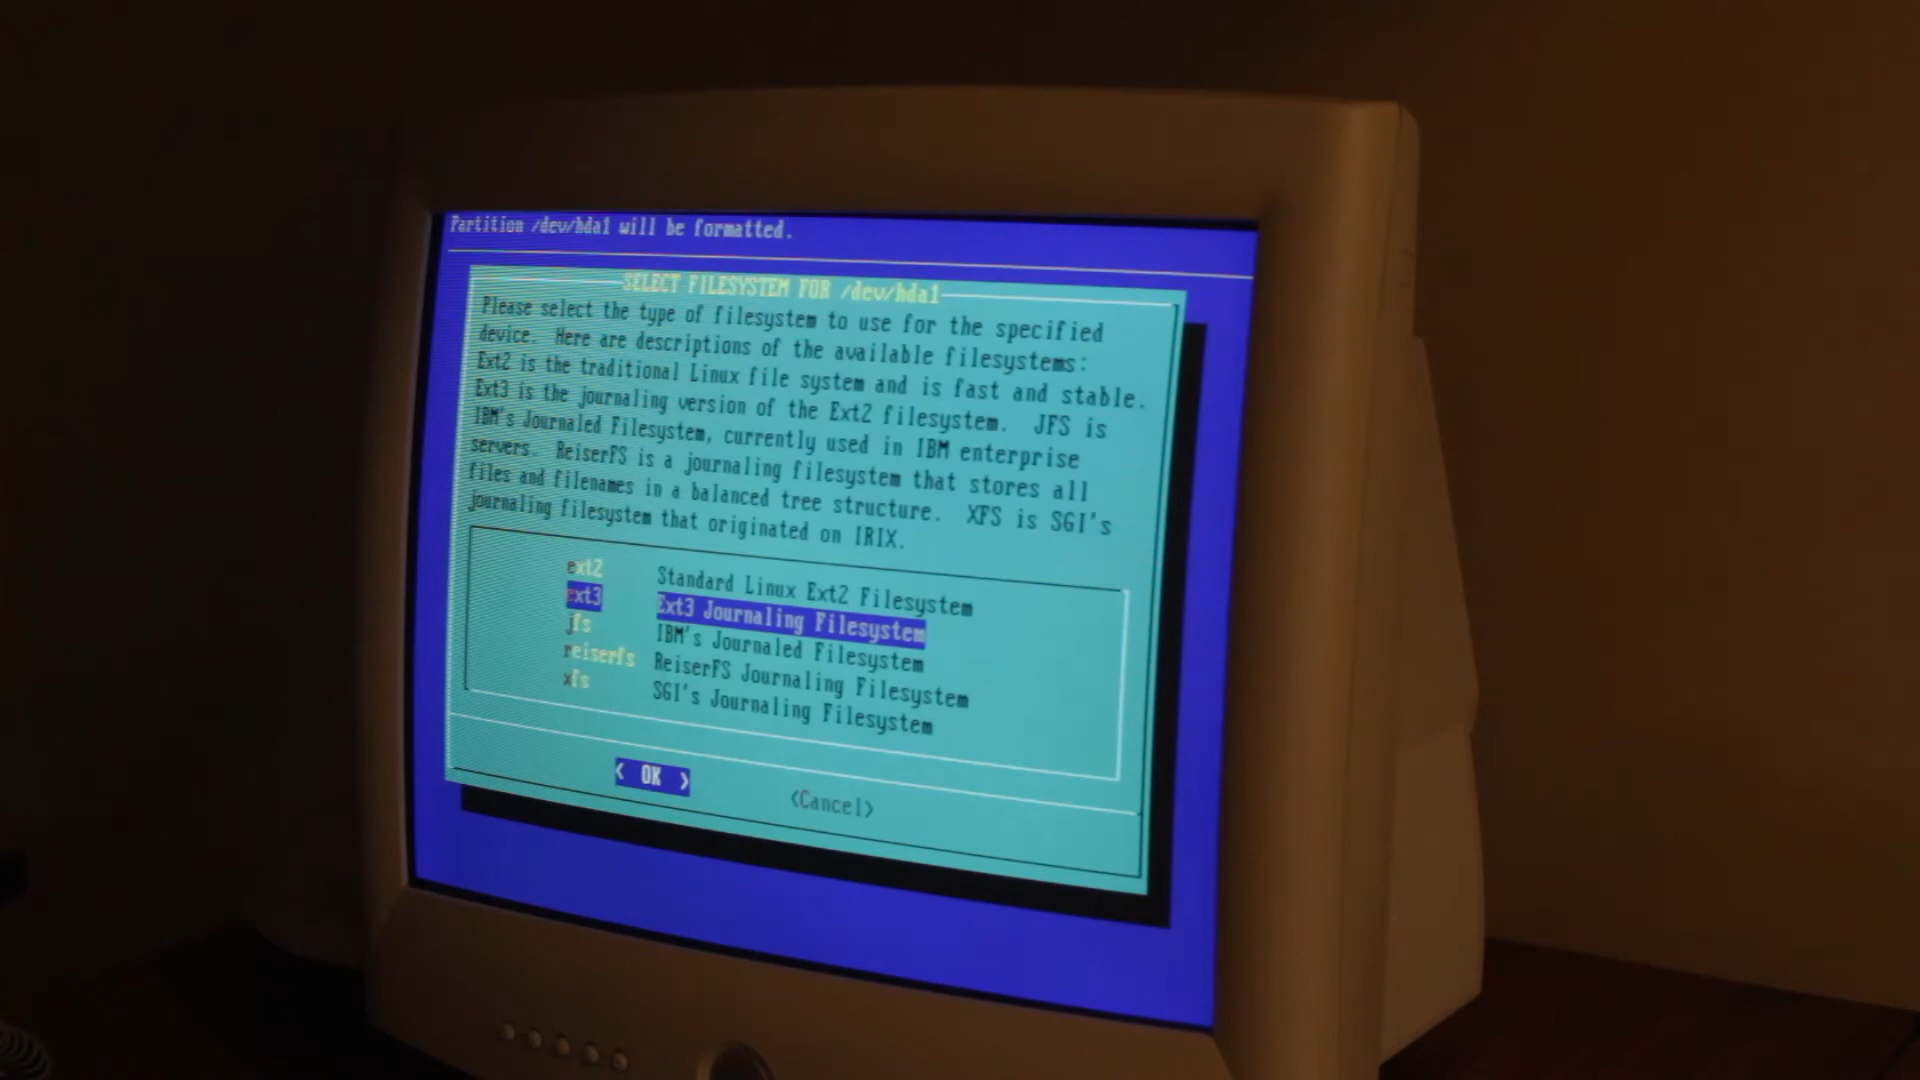 Partition /dev/hda1 will be formatted.
SELECT FILESYSTEM FOR /dev/hda1
Please select the type of filesystem to use for the specified
device.  Here are descriptions of the available filesystems:
Ext2 is the traditional Linux file system and is fast and stable.
Ext3 is the journaling version of the Ext2 filesystem.  JFS is
IBM's Journaled Filesystem, currently used in IBM enterprise
servers.  ReiserFS is a journaling filesystem that stores all
files and filenames in a balanced tree structure.  XFS is SGI's
journaling filesystem that originated on IRIX.
ext2 Standard Linux Ext2 Filesystem
ext3 Ext3 Journaling Filesystem
jfs IBM's Journaled Filesystem
reiserfs ReiserFS Journaling Filesystem
xfs SGI's Journaling Filesystem
< OK > <Cancel>